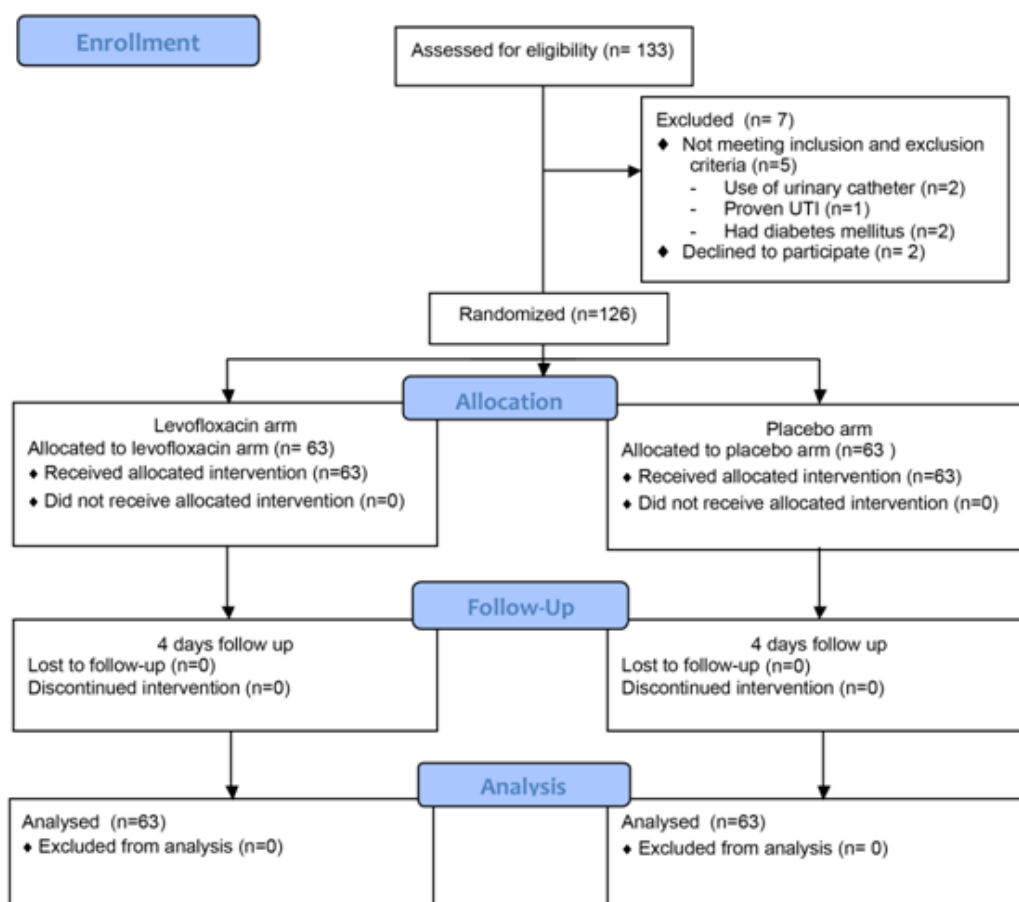 Enrollment
Assessed for eligibility (n= 133)
Excluded (n= 7)
♦ Not meeting inclusion and exclusion
criteria (n=5)
- Use of urinary catheter (n=2)
- Proven UTI (n=1)
- Had diabetes mellitus (n=2)
♦ Declined to participate (n= 2)
Randomized (n=126)
Allocation
Levofloxacin arm
Allocated to levofloxacin arm (n= 63)
♦ Received allocated intervention (n=63)
♦ Did not receive allocated intervention (n=0)
Placebo arm
Allocated to placebo arm (n=63 )
♦ Received allocated intervention (n=63)
♦ Did not receive allocated intervention (n=0)
Follow-Up
4 days follow up
Lost to follow-up (n=0)
Discontinued intervention (n=0)
4 days follow up
Lost to follow-up (n=0)
Discontinued intervention (n=0)
Analysis
Analysed (n=63)
♦ Excluded from analysis (n=0)
Analysed (n=63)
♦ Excluded from analysis (n= 0)